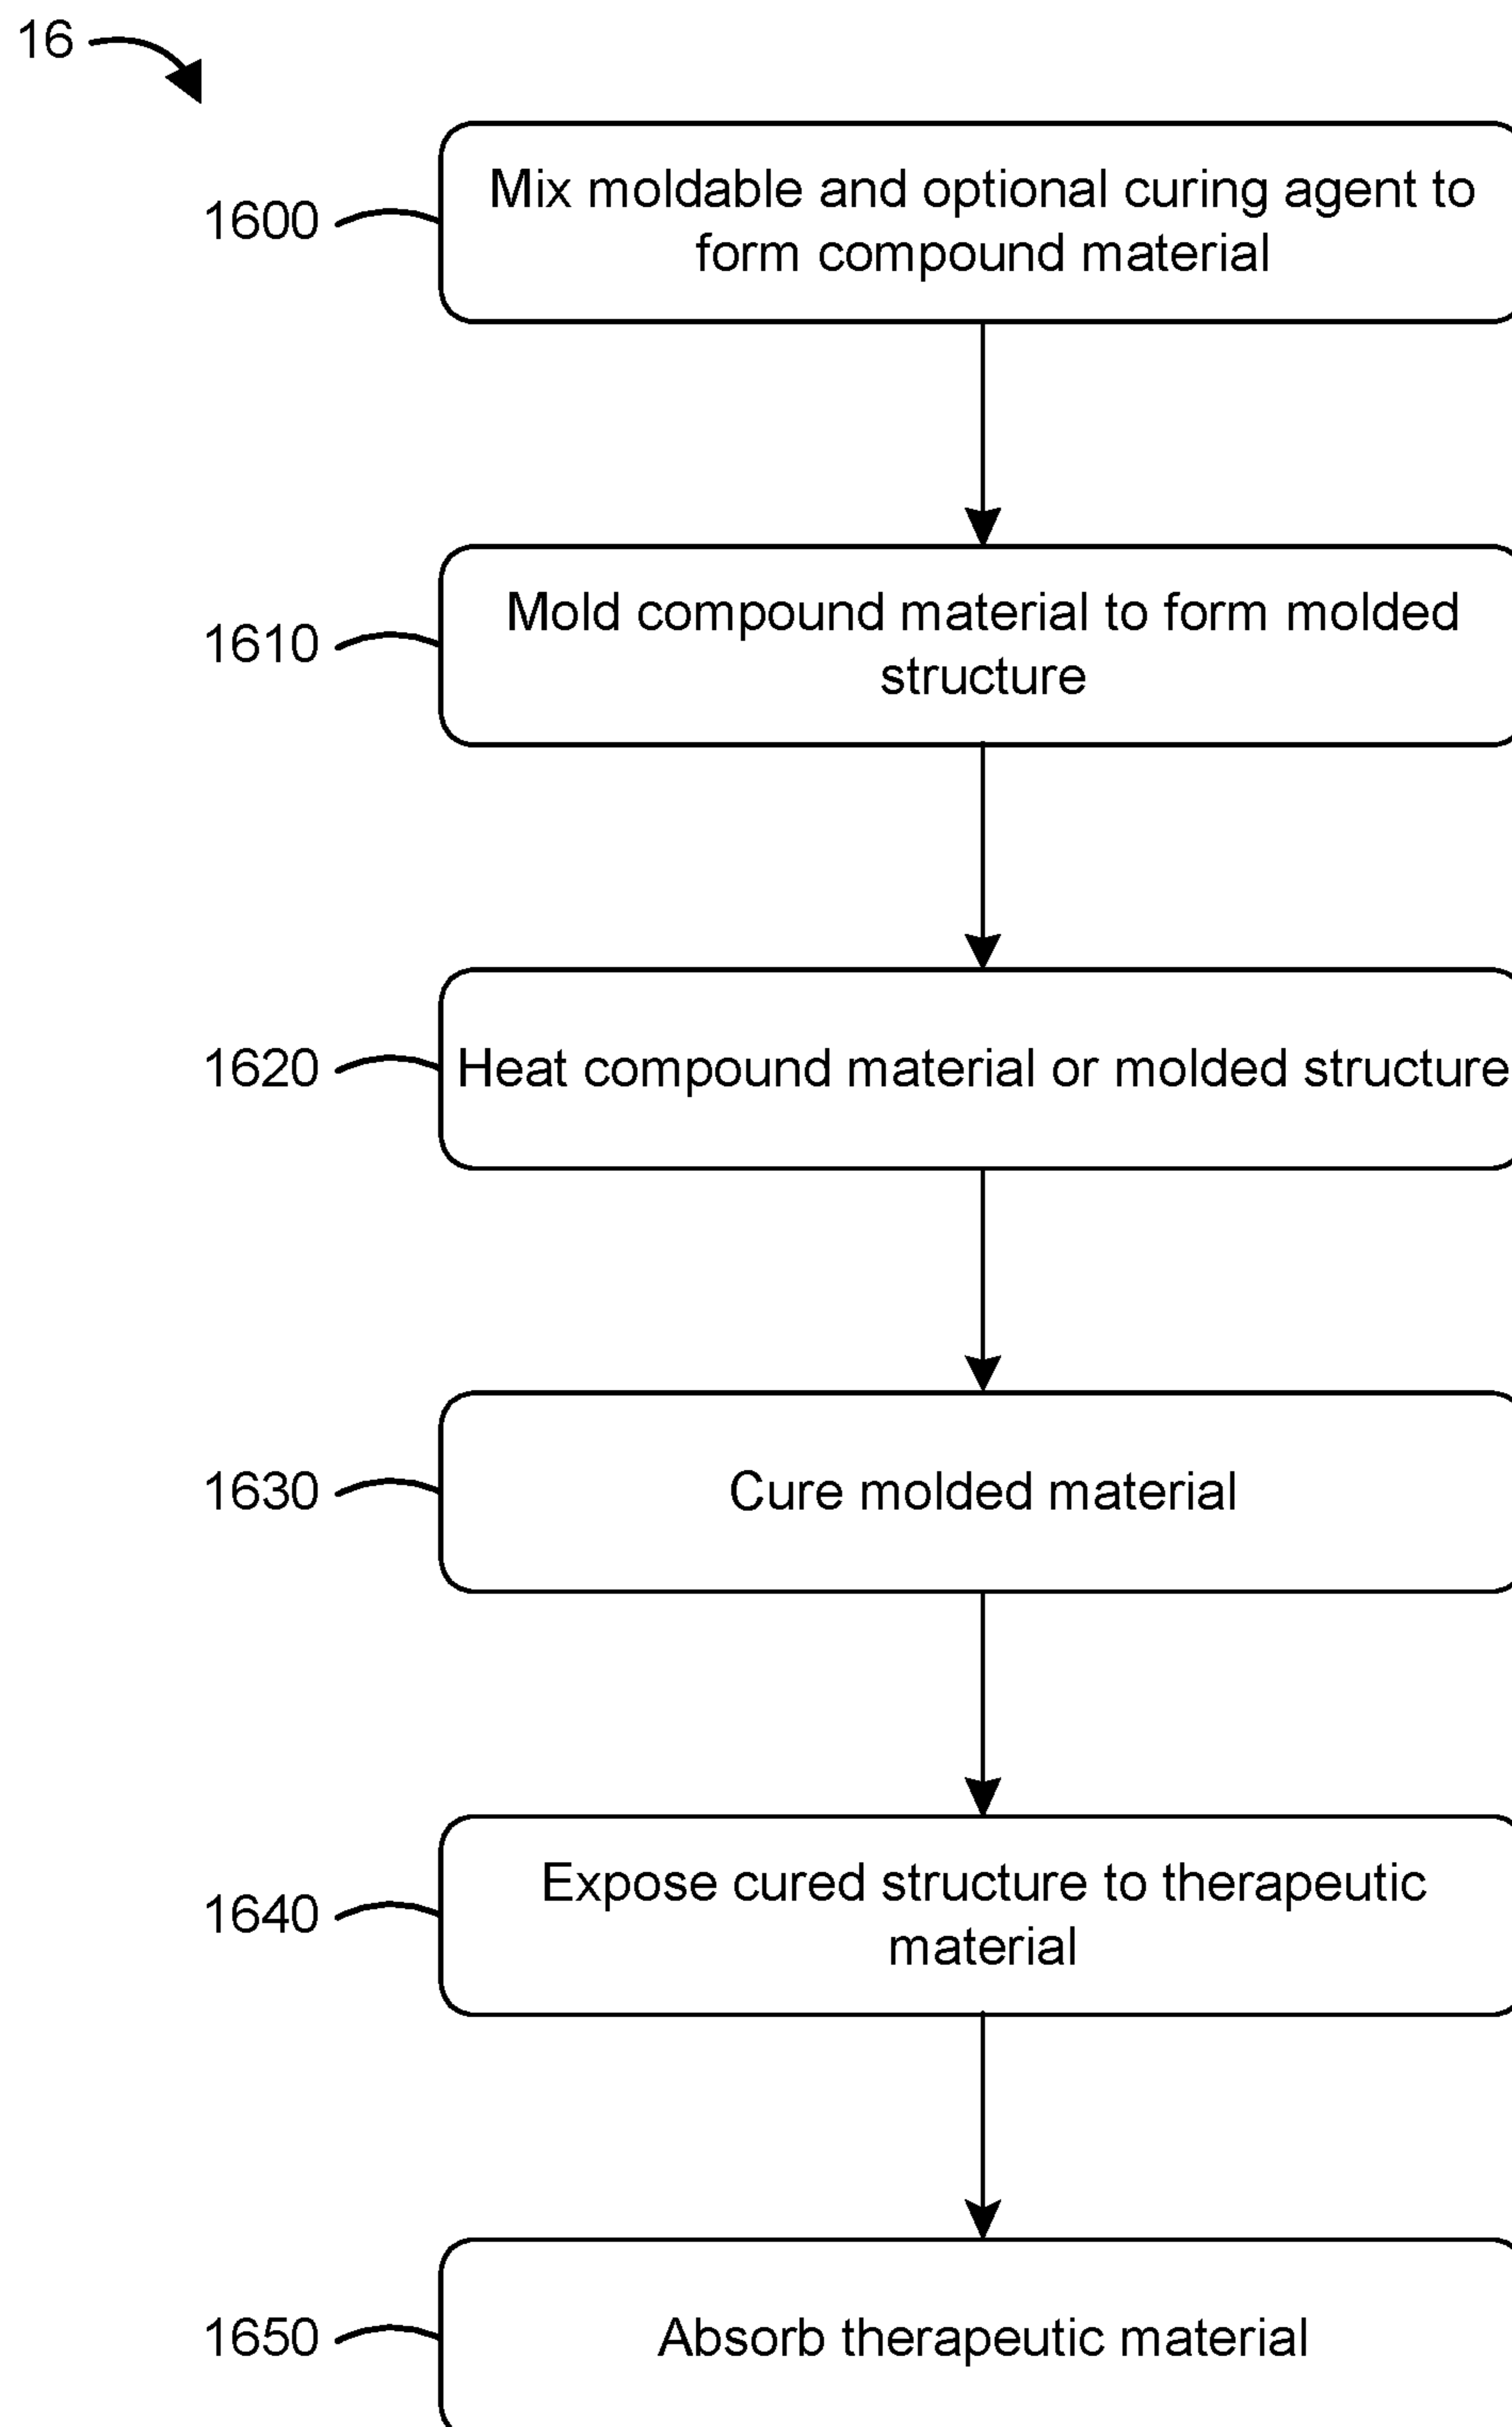 16
1600
Mix moldable and optional curing agent to
form compound material
1610
Mold compound material to form molded
structure
1620
Heat compound material or molded structure
1630
Cure molded material
1640
Expose cured structure to therapeutic
material
1650
Absorb therapeutic material